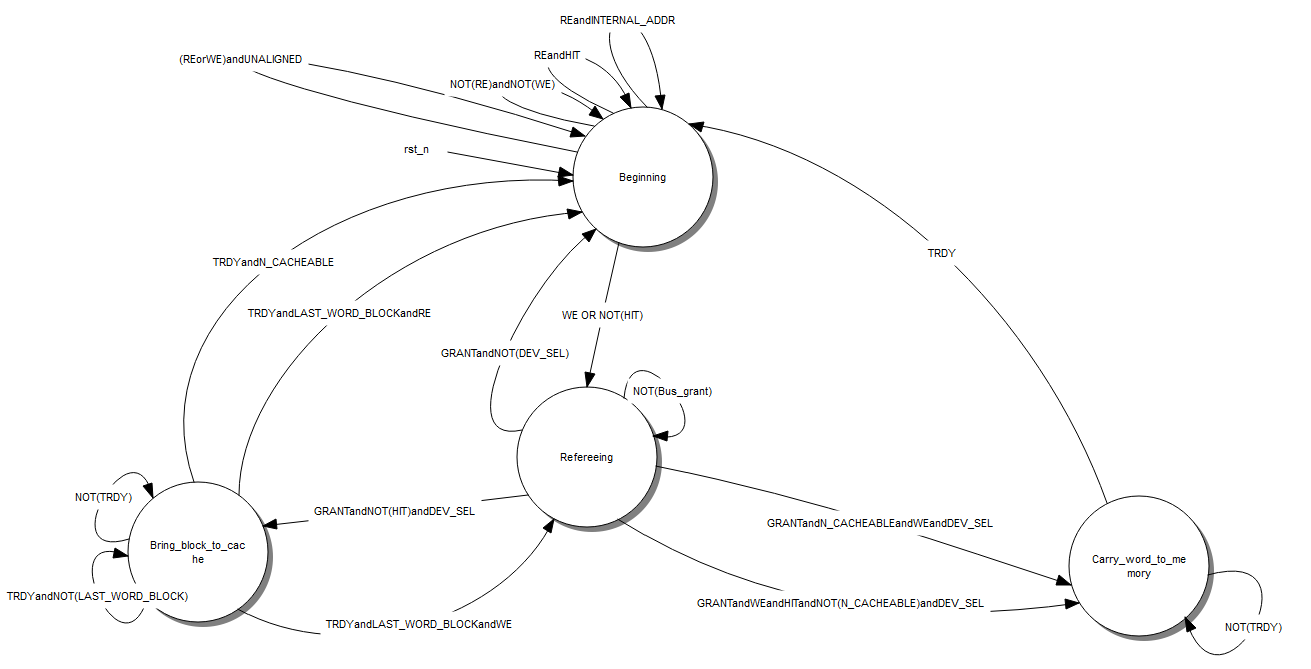 REandINTERNAL_ADDR
REandHIT
(REorWE)andUNALIGNED
NOT(RE)andNOT(WE)
rst_n
Beginning
TRDY
TRDYandN_CACHEABLE
TRDYandLAST_WORD_BLOCKandRE
WE OR NOT(HIT)
GRANTandNOT(DEV_SEL)
NOT(Bus_grant)
Refereeing
NOT(TRDY)
GRANTandNOT(HIT)andDEV_SEL
GRANTandN_CACHEABLEandWEandDEV_SEL
Bring_block_to_cac
he
Carry_word_to_me
mory
TRDYandNOT(LAST_WORD_BLOCK)
GRANTandWEandHITandNOT(N_CACHEABLE)andDEV_SEL
TRDYandLAST_WORD_BLOCKandWE
NOT(TRDY)